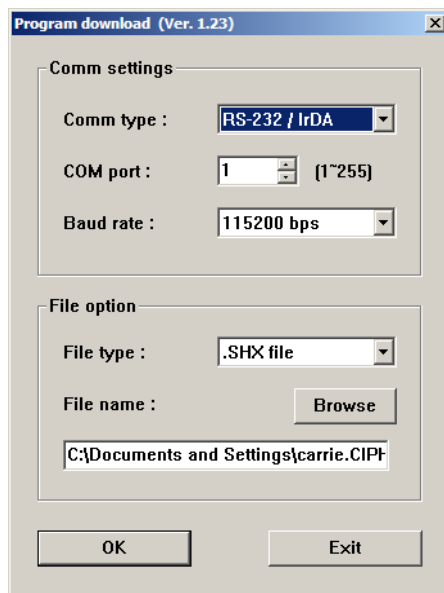 Program download (Ver. 1.23)
Comm settings
Comm type : RS-232 / IrDA
COM port : 1 (1~255)
Baud rate : 115200 bps
File option
File type : .SHX file
File name : Browse
C:\Documents and Settings\carrie.CIPH
OK Exit